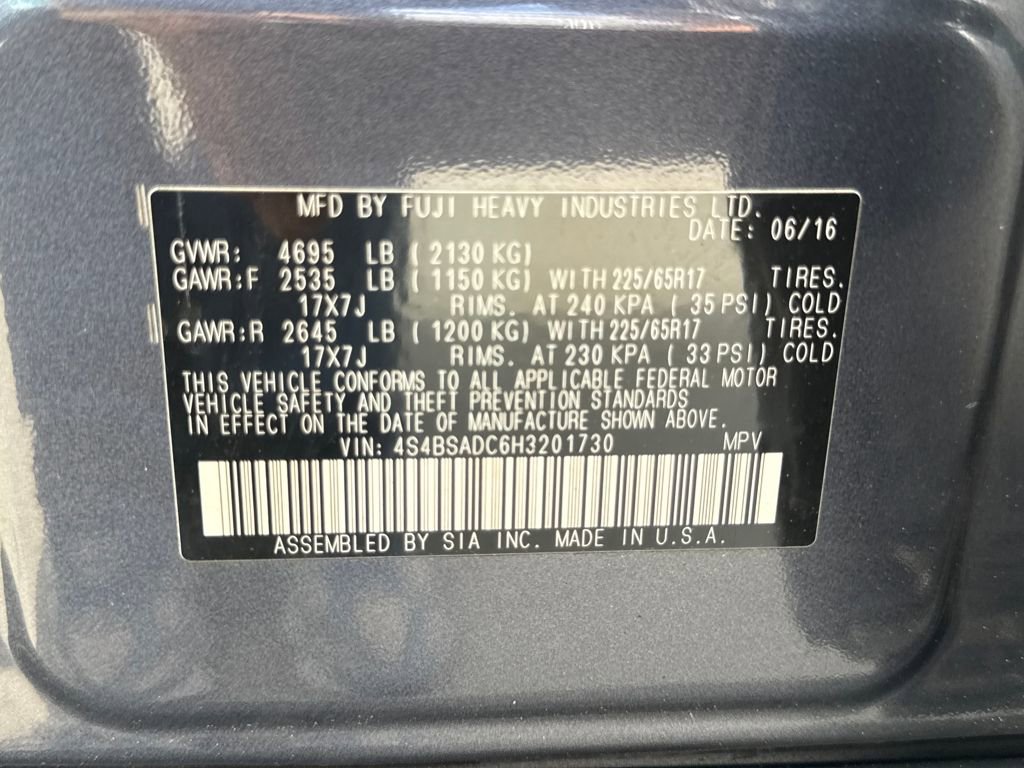 MFD BY FUJI HEAVY INDUSTRIES LTD.
DATE: 06/16
GVWR: 4695 LB ( 2130 KG)
GAWR:F 2535 LB ( 1150 KG) WITH 225/65R17 TIRES.
17X7J RIMS. AT 240 KPA ( 35 PSI) COLD
GAWR:R 2645 LB ( 1200 KG) WITH 225/65R17 TIRES.
17X7J RIMS. AT 230 KPA ( 33 PSI) COLD
THIS VEHICLE CONFORMS TO ALL APPLICABLE FEDERAL MOTOR
VEHICLE SAFETY AND THEFT PREVENTION STANDARDS
IN EFFECT ON THE DATE OF MANUFACTURE SHOWN ABOVE.
VIN: 4S4BSADC6H3201730 MPV
ASSEMBLED BY SIA INC. MADE IN U.S.A.